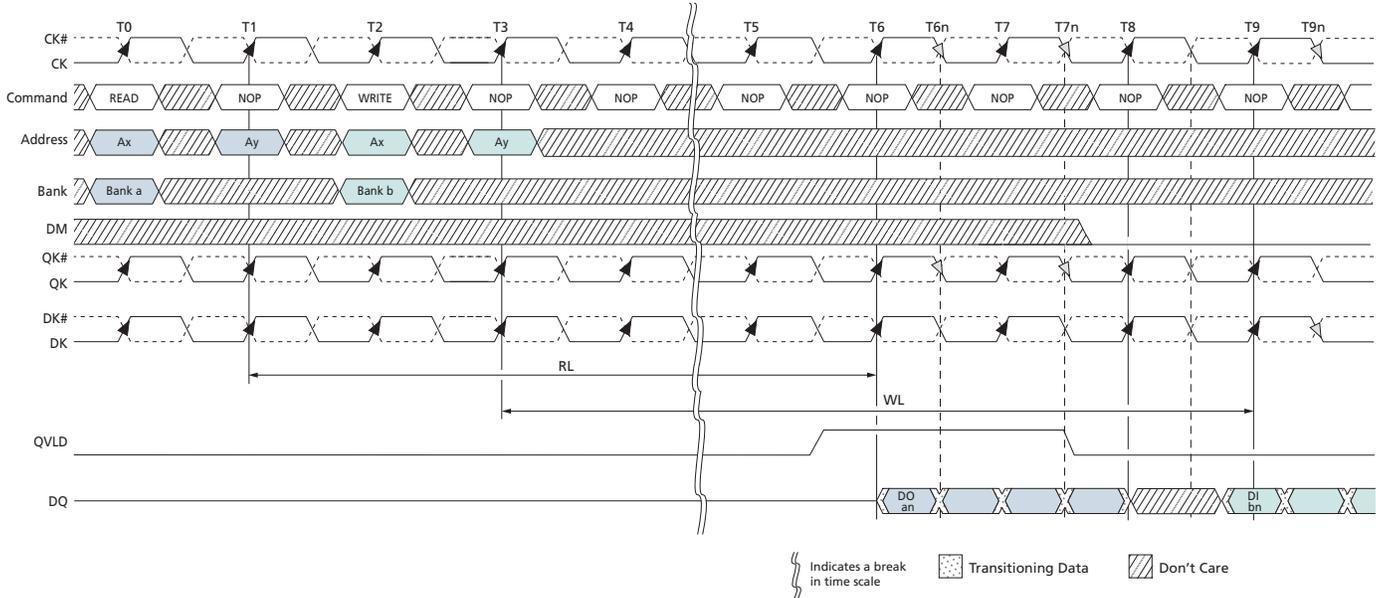 T0 T1 T2 T3 T4 T5 T6 T6n T7 T7n T8 T9 T9n
CK#
CK
Command READ NOP WRITE NOP NOP NOP NOP NOP NOP NOP
Address Ax Ay Ax Ay
Bank Bank a Bank b
DM
QK#
QK
DK#
DK
RL
WL
QVLD
DQ DO an DI bn
Indicates a break
in time scale
Transitioning Data
Don't Care